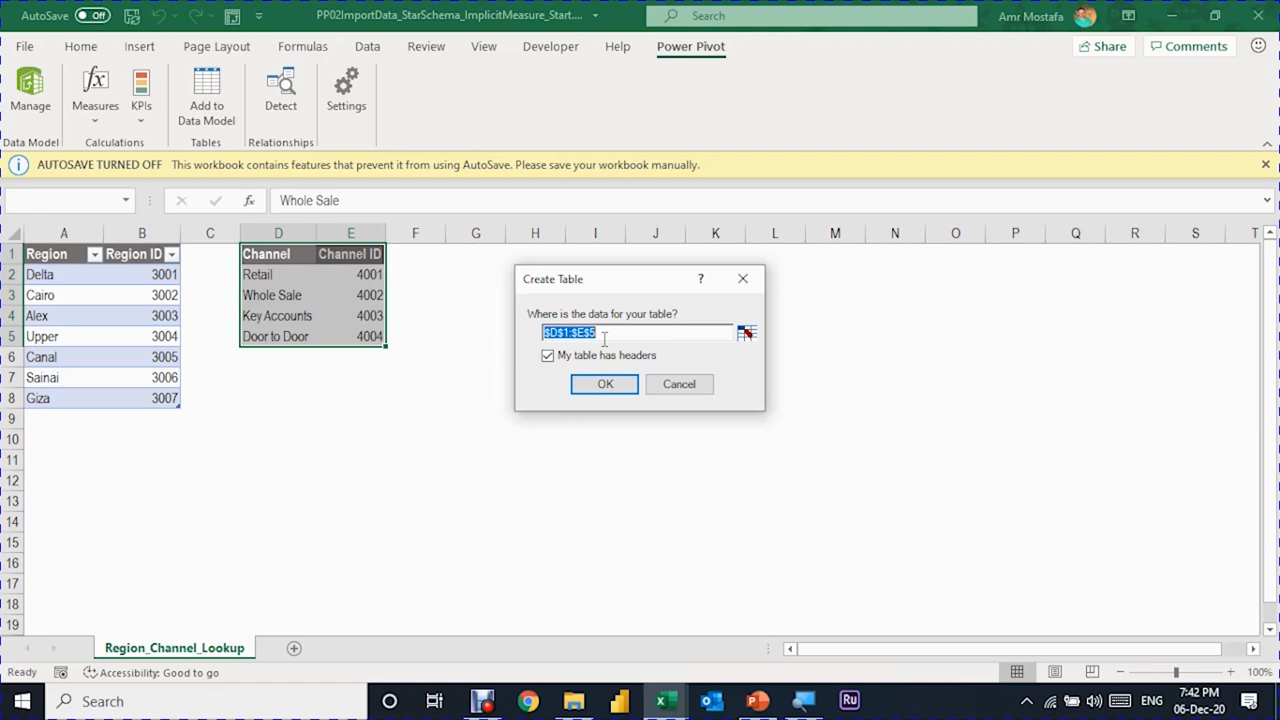 AutoSave Off PP02ImportData_StarSchema_ImplicitMeasure_Start.... Search Amr Mostafa
File Home Insert Page Layout Formulas Data Review View Developer Help Power Pivot Share Comments
Manage Measures KPIs Add to Data Model Detect Settings
Data Model Calculations Tables Relationships
AUTOSAVE TURNED OFF This workbook contains features that prevent it from using AutoSave. Please save your workbook manually.
fx Whole Sale
A B C D E F G H I J K L M N O P Q R S T
1 Region Region ID Channel Channel ID
2 Delta 3001 Retail 4001
3 Cairo 3002 Whole Sale 4002
4 Alex 3003 Key Accounts 4003
5 Upper 3004 Door to Door 4004
6 Canal 3005
7 Sainai 3006
8 Giza 3007
9
10
11
12
13
14
15
16
17
18
19
Create Table ?
Where is the data for your table?
$D$1:$E$5
My table has headers
OK Cancel
Region_Channel_Lookup
Ready Accessibility: Good to go 100%
Search Ru ENG 7:42 PM
06-Dec-20